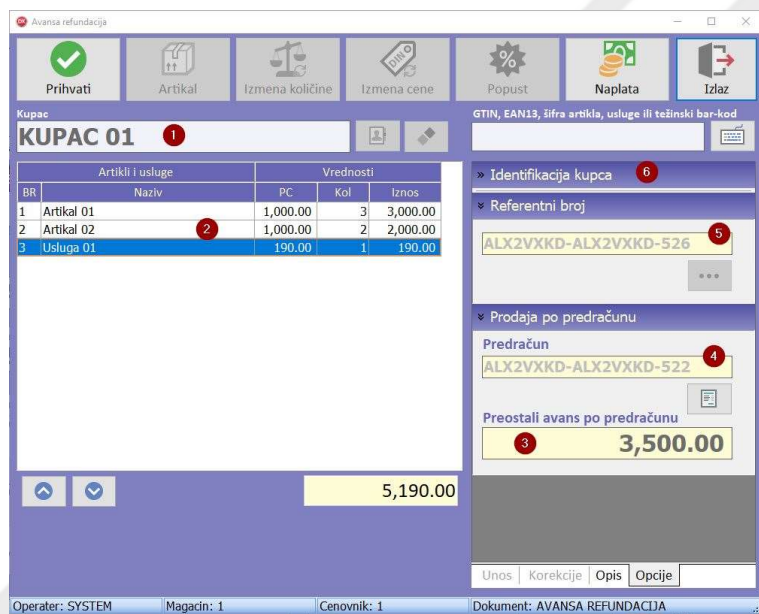 Avansa refundacija
Prihvati
Artikal
Izmena količine
Izmena cene
Popust
Naplata
Izlaz
Kupac
GTIN, EAN13, šifra artikla, usluge ili težinski bar-kod
KUPAC 01 1
Artikli i usluge Vrednosti
BR Naziv PC Kol Iznos
1 Artikal 01 1,000.00 3 3,000.00
2 Artikal 02 2 1,000.00 2 2,000.00
3 Usluga 01 190.00 1 190.00
5,190.00
» Identifikacija kupca 6
Referentni broj
5
ALX2VXKD-ALX2VXKD-526
Prodaja po predračunu
Predračun
4
ALX2VXKD-ALX2VXKD-522
Preostali avans po predračunu
3 3,500.00
Unos Korekcije Opis Opcije
Operater: SYSTEM Magacin: 1 Cenovnik: 1 Dokument: AVANSA REFUNDACIJA